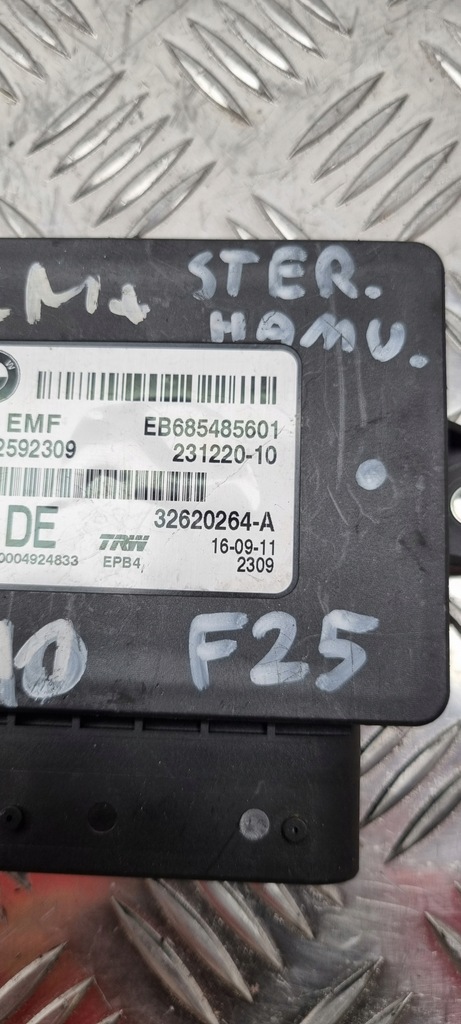 STER.
HAMU.
EMF EB685485601
2592309 231220-10
DE 32620264-A
TRW 16-09-11
0004924833 EPB4 2309
F25